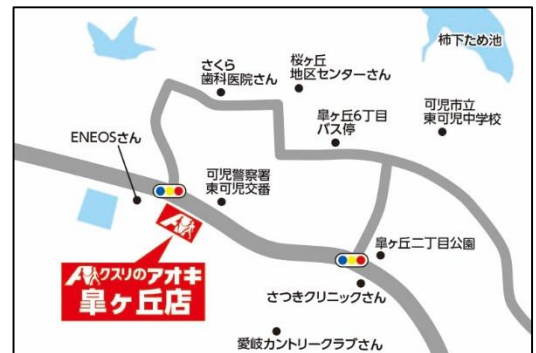 柿下ため池
さくら
歯科医院さん
桜ヶ丘
地区センターさん
皐ヶ丘6丁目
バス停
可児市立
東可児中学校
ENEOSさん
可児警察署
東可児交番
皐ヶ丘二丁目公園
クスリのアオキ
皐ヶ丘店
さつきクリニックさん
愛岐カントリークラブさん